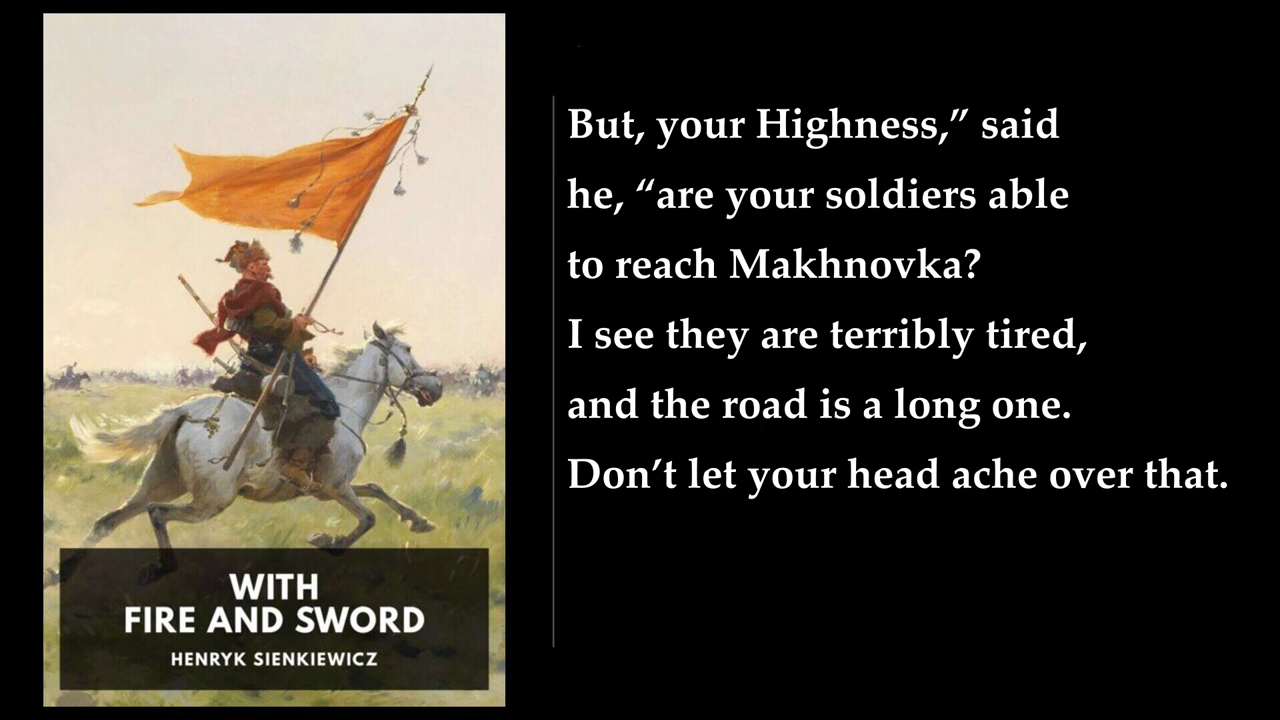 But, your Highness,” said
he, “are your soldiers able
to reach Makhnovka?
I see they are terribly tired,
and the road is a long one.
Don’t let your head ache over that.
WITH
FIRE AND SWORD
HENRYK SIENKIEWICZ